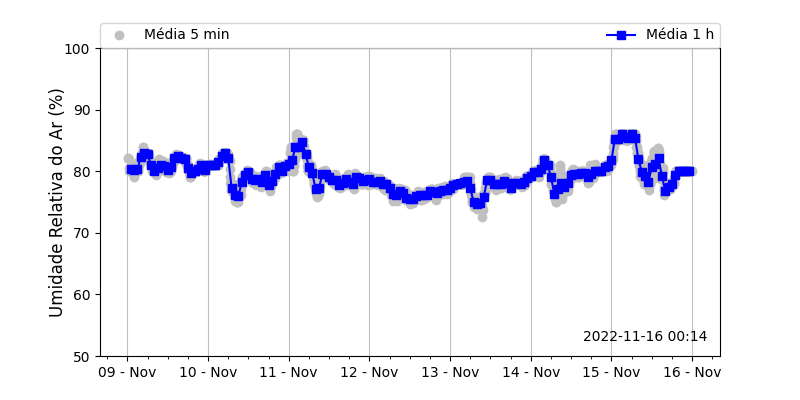 Média 5 min Média 1 h
100
90
80
70
60
50
Umidade Relativa do Ar (%)
2022-11-16 00:14
09 - Nov 10 - Nov 11 - Nov 12 - Nov 13 - Nov 14 - Nov 15 - Nov 16 - Nov